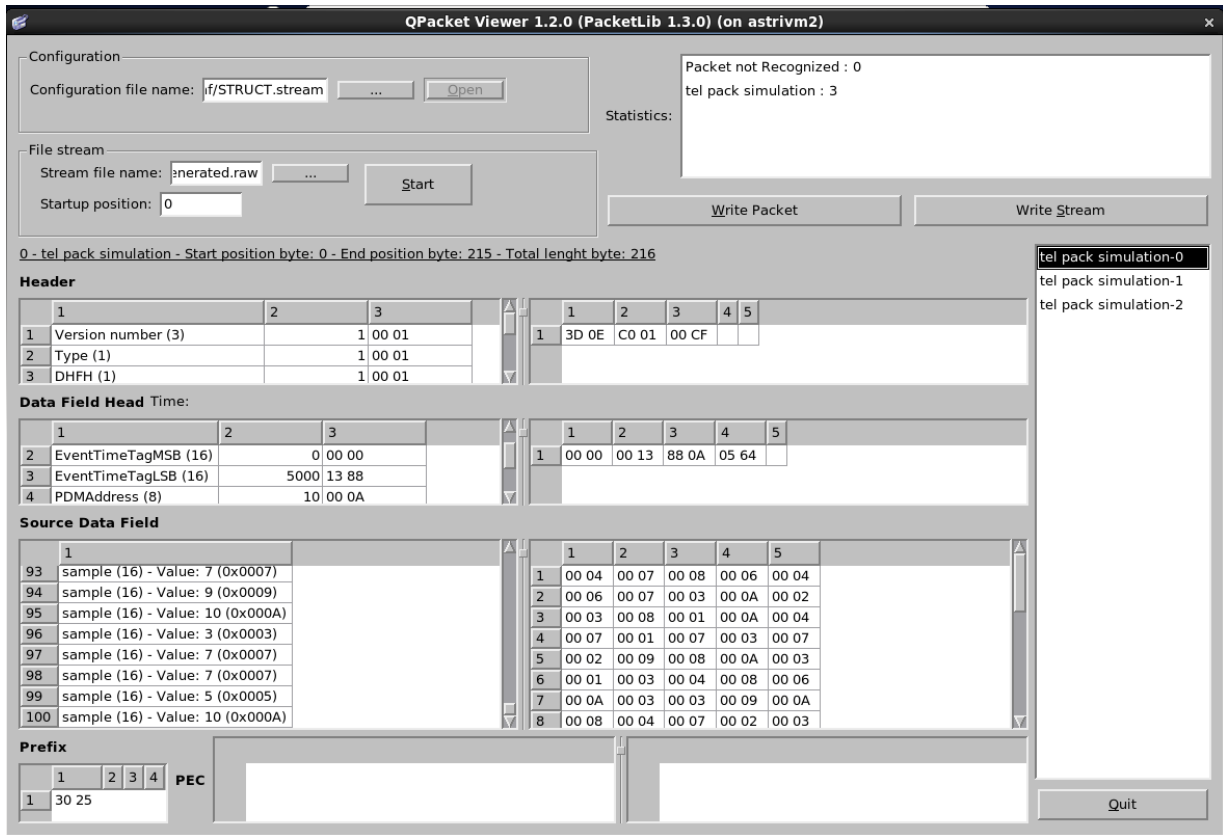 QPacket Viewer 1.2.0 (PacketLib 1.3.0) (on astrivm2) ×
Configuration
Configuration file name: nf/STRUCT.stream ... Open
Packet not Recognized : 0
tel pack simulation : 3
Statistics:
File stream
Stream file name: enerated.raw ... Start
Startup position: 0
Write Packet Write Stream
0 - tel pack simulation - Start position byte: 0 - End position byte: 215 - Total lenght byte: 216
tel pack simulation-0
tel pack simulation-1
tel pack simulation-2
Header
1 2 3 1 2 3 4 5
1 Version number (3) 1 00 01 1 3D 0E C0 01 00 CF
2 Type (1) 1 00 01
3 DHFH (1) 1 00 01
Data Field Head Time:
1 2 3 1 2 3 4 5
2 EventTimeTagMSB (16) 0 00 00 1 00 00 00 13 88 0A 05 64
3 EventTimeTagLSB (16) 5000 13 88
4 PDMAddress (8) 10 00 0A
Source Data Field
1 1 2 3 4 5
93 sample (16) - Value: 7 (0x0007) 1 00 04 00 07 00 08 00 06 00 04
94 sample (16) - Value: 9 (0x0009) 2 00 06 00 07 00 03 00 0A 00 02
95 sample (16) - Value: 10 (0x000A) 3 00 03 00 08 00 01 00 0A 00 04
96 sample (16) - Value: 3 (0x0003) 4 00 07 00 01 00 07 00 03 00 07
97 sample (16) - Value: 7 (0x0007) 5 00 02 00 09 00 08 00 0A 00 03
98 sample (16) - Value: 7 (0x0007) 6 00 01 00 03 00 04 00 08 00 06
99 sample (16) - Value: 5 (0x0005) 7 00 0A 00 03 00 03 00 09 00 0A
100 sample (16) - Value: 10 (0x000A) 8 00 08 00 04 00 07 00 02 00 03
Prefix
1 2 3 4 PEC
1 30 25
Quit